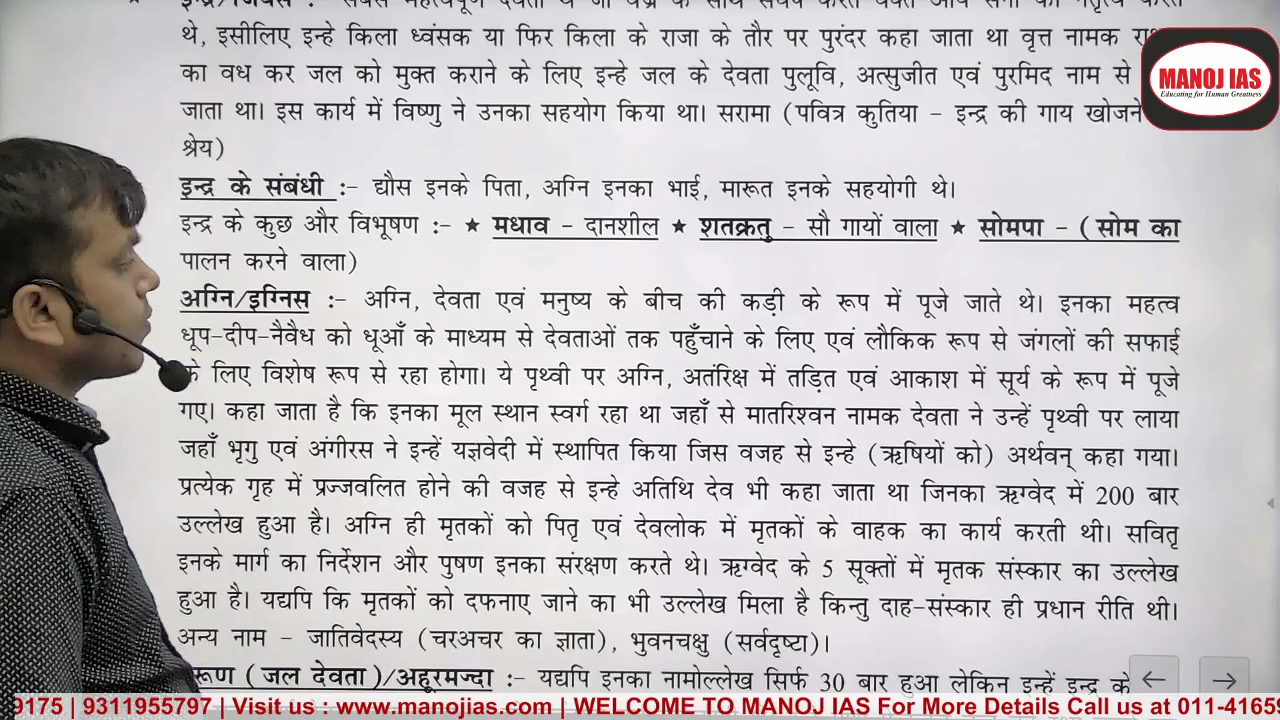 थे, इसीलिए इन्हे किला ध्वंसक या फिर किला के राजा के तौर पर पुरंदर कहा जाता था वृत्त नामक
का वध कर जल को मुक्त कराने के लिए इन्हे जल के देवता पुलूवि, अत्सुजीत एवं पुरमिद नाम से
जाता था। इस कार्य में विष्णु ने उनका सहयोग किया था। सरामा (पवित्र कुतिया - इन्द्र की गाय खोजने
श्रेय)
इन्द्र के संबंधी :- द्यौस इनके पिता, अग्नि इनका भाई, मारूत इनके सहयोगी थे।
इन्द्र के कुछ और विभूषण :- ★ मधाव - दानशील ★ शतक्रतु - सौ गायों वाला ★ सोमपा - ( सोम का
पालन करने वाला)
अग्नि/इग्निस :- अग्नि, देवता एवं मनुष्य के बीच की कड़ी के रूप में पूजे जाते थे। इनका महत्व
धूप-दीप-नैवैध को धूआँ के माध्यम से देवताओं तक पहुँचाने के लिए एवं लौकिक रूप से जंगलों की सफाई
के लिए विशेष रूप से रहा होगा। ये पृथ्वी पर अग्नि, अतंरिक्ष में तड़ित एवं आकाश में सूर्य के रूप में पूजे
गए। कहा जाता है कि इनका मूल स्थान स्वर्ग रहा था जहाँ से मातरिश्वन नामक देवता ने उन्हें पृथ्वी पर लाया
जहाँ भृगु एवं अंगीरस ने इन्हें यज्ञवेदी में स्थापित किया जिस वजह से इन्हे (ऋषियों को) अर्थवन् कहा गया।
प्रत्येक गृह में प्रज्जवलित होने की वजह से इन्हे अतिथि देव भी कहा जाता था जिनका ऋग्वेद में 200 बार
उल्लेख हुआ है। अग्नि ही मृतकों को पितृ एवं देवलोक में मृतकों के वाहक का कार्य करती थी। सवितृ
इनके मार्ग का निर्देशन और पुषण इनका संरक्षण करते थे। ऋग्वेद के 5 सूक्तों में मृतक संस्कार का उल्लेख
हुआ है। यद्यपि कि मृतकों को दफनाए जाने का भी उल्लेख मिला है किन्तु दाह-संस्कार ही प्रधान रीति थी।
अन्य नाम - जातिवेदस्य (चरअचर का ज्ञाता), भुवनचक्षु (सर्वदृष्टा)।
रूण ( जल देवता )/अहूरमज्दा :- यद्यपि इनका नामोल्लेख सिर्फ 30 बार हुआ लेकिन इन्हें इन्द्र के
MANOJ IAS
Educating for Human Greatness
9175 | 9311955797 | Visit us : www.manojias.com | WELCOME TO MANOJ IAS For More Details Call us at 011-4165